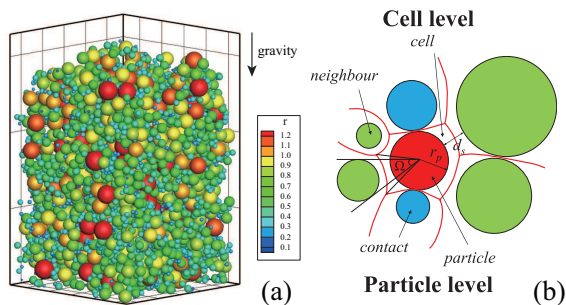 gravity
r
1.2
1.1
1.0
0.9
0.8
0.7
0.6
0.5
0.4
0.3
0.2
0.1
(a)
Cell level
cell
neighbour
d_s
r_p
Ω
contact
particle
Particle level
(b)